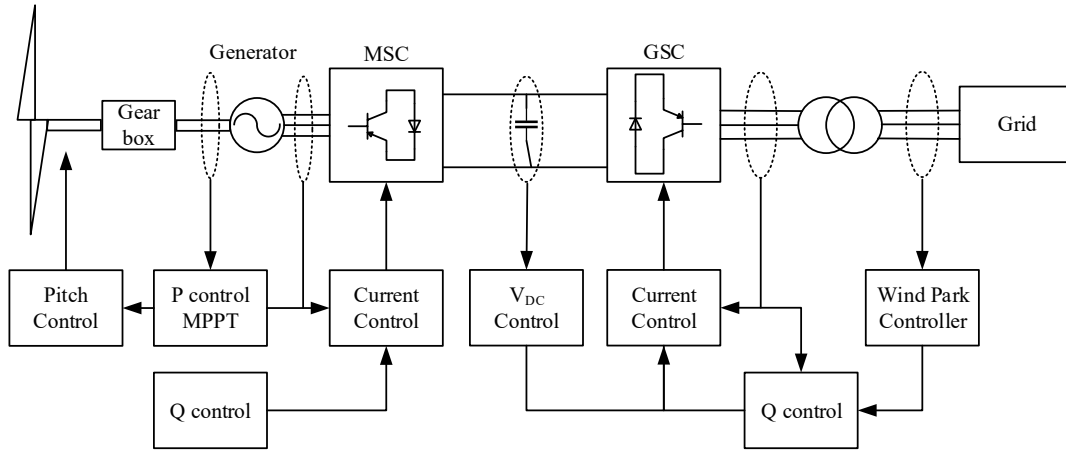 Generator
MSC
GSC
Gear
box
Grid
Pitch
Control
P control
MPPT
Current
Control
V_DC
Control
Current
Control
Wind Park
Controller
Q control
Q control